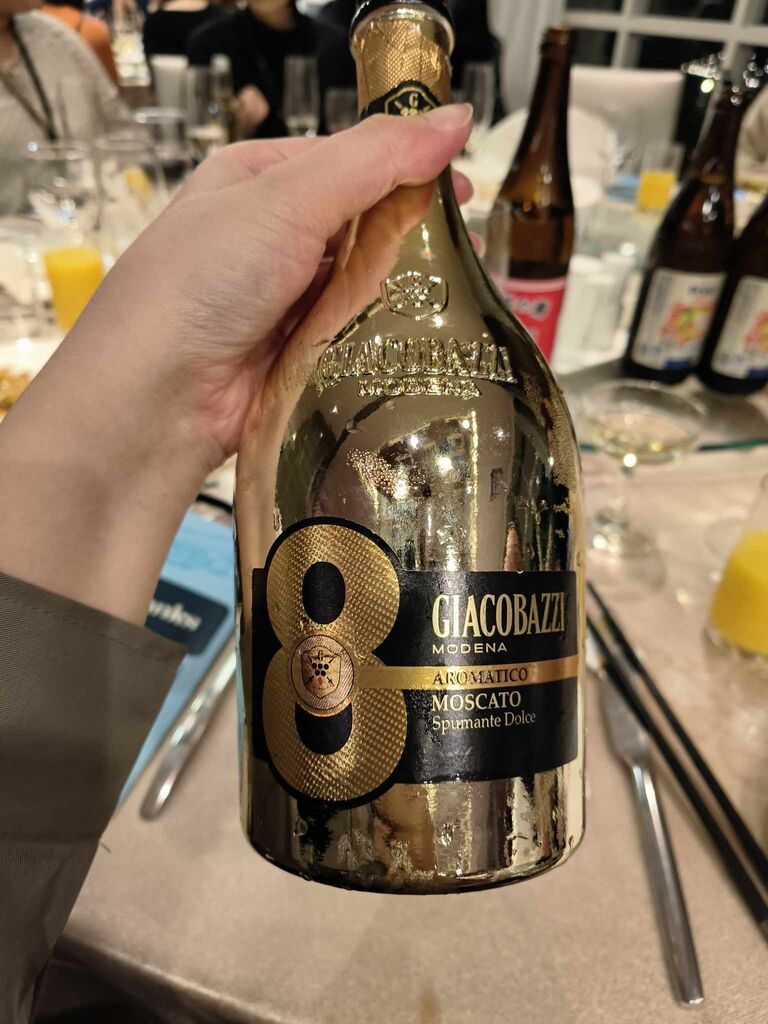 G
GIACOBAZZI
MODENA
8
GIACOBAZZI
MODENA
AROMATICO
MOSCATO
Spumante Dolce